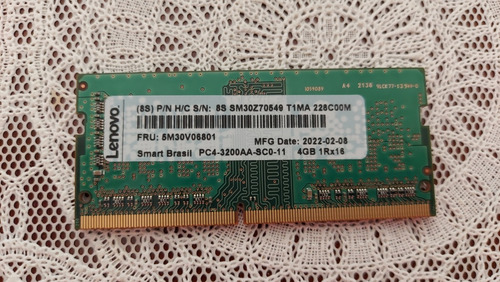 Lenovo
(8S) P/N H/C S/N: 8S SM30Z70549 T1MA 228C00M
FRU: 5M30V06801
MFG Date: 2022-02-08
Smart Brasil PC4-3200AA-SC0-11 4GB 1Rx16